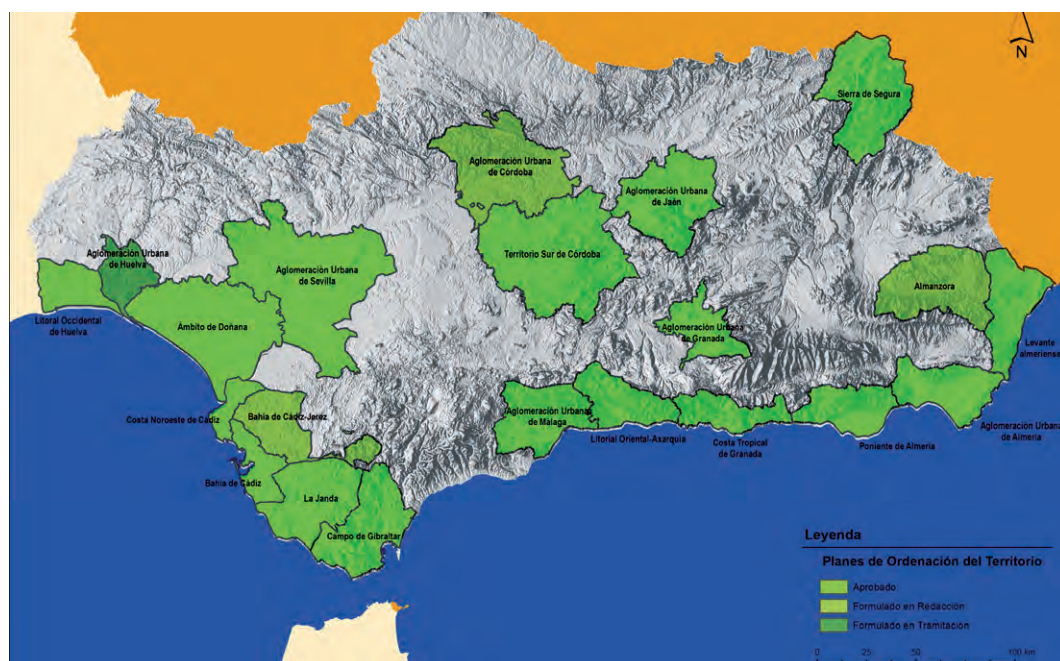 N
Sierra de Segura
Aglomeración Urbana
de Córdoba
Aglomeración Urbana
de Jaén
Aglomeración Urbana
de Huelva
Aglomeración Urbana
de Sevilla
Territorio Sur de Córdoba
Almanzora
Litoral Occidental
de Huelva
Ámbito de Doñana
Aglomeración Urbana
de Granada
Levante
almeriense
Costa Noroeste de Cádiz
Bahía de Cádiz-Jerez
Aglomeración Urbana
de Málaga
Litorial Oriental-Axarquia
Costa Tropical
de Granada
Poniente de Almería
Aglomeración Urbana
de Almería
Bahía de Cádiz
La Janda
Campo de Gibraltar
Leyenda
Planes de Ordenación del Territorio
Aprobado
Formulado en Redacción
Formulado en Tramitación
0 25 50 100 km